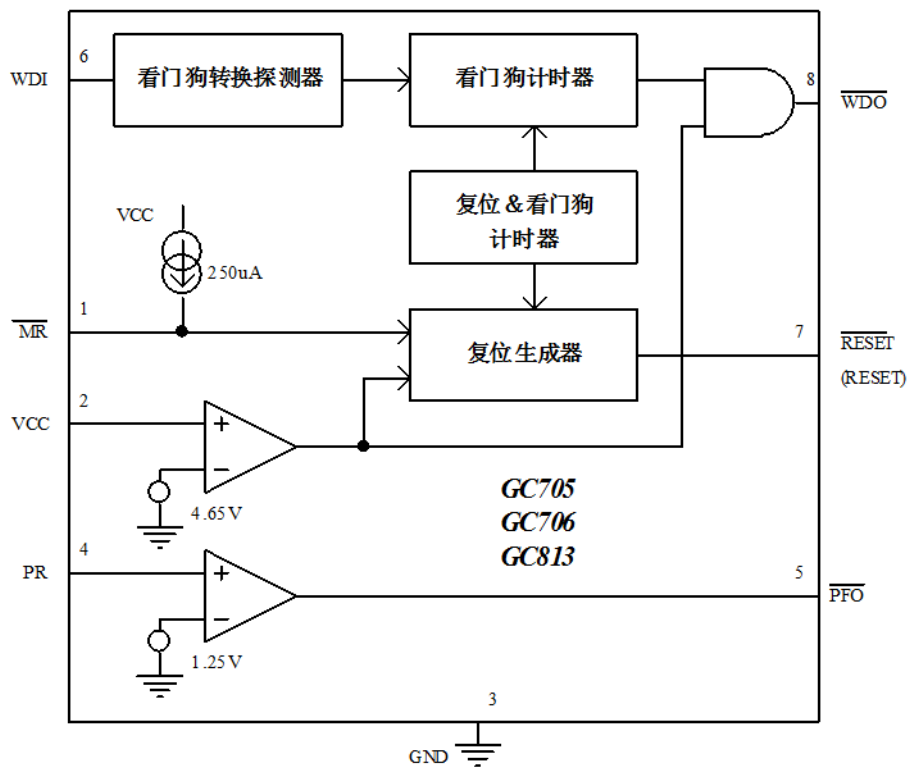 6
WDI
看门狗转换探测器
看门狗计时器
8
WDO
复位＆看门狗
计时器
VCC
250uA
1
MR
复位生成器
7
RESET
(RESET)
2
VCC
4.65V
GC705
GC706
GC813
4
PR
1.25V
5
PFO
3
GND